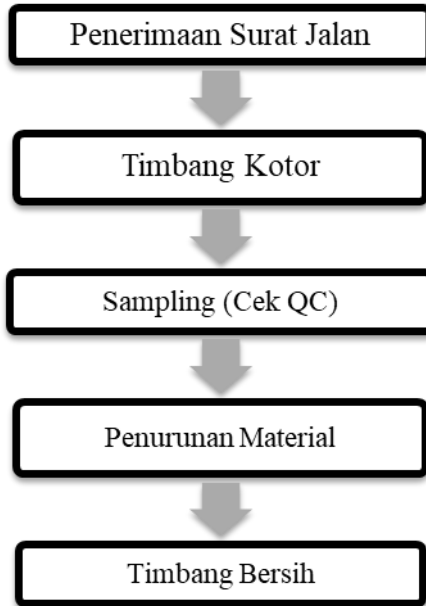 Penerimaan Surat Jalan
Timbang Kotor
Sampling (Cek QC)
Penurunan Material
Timbang Bersih